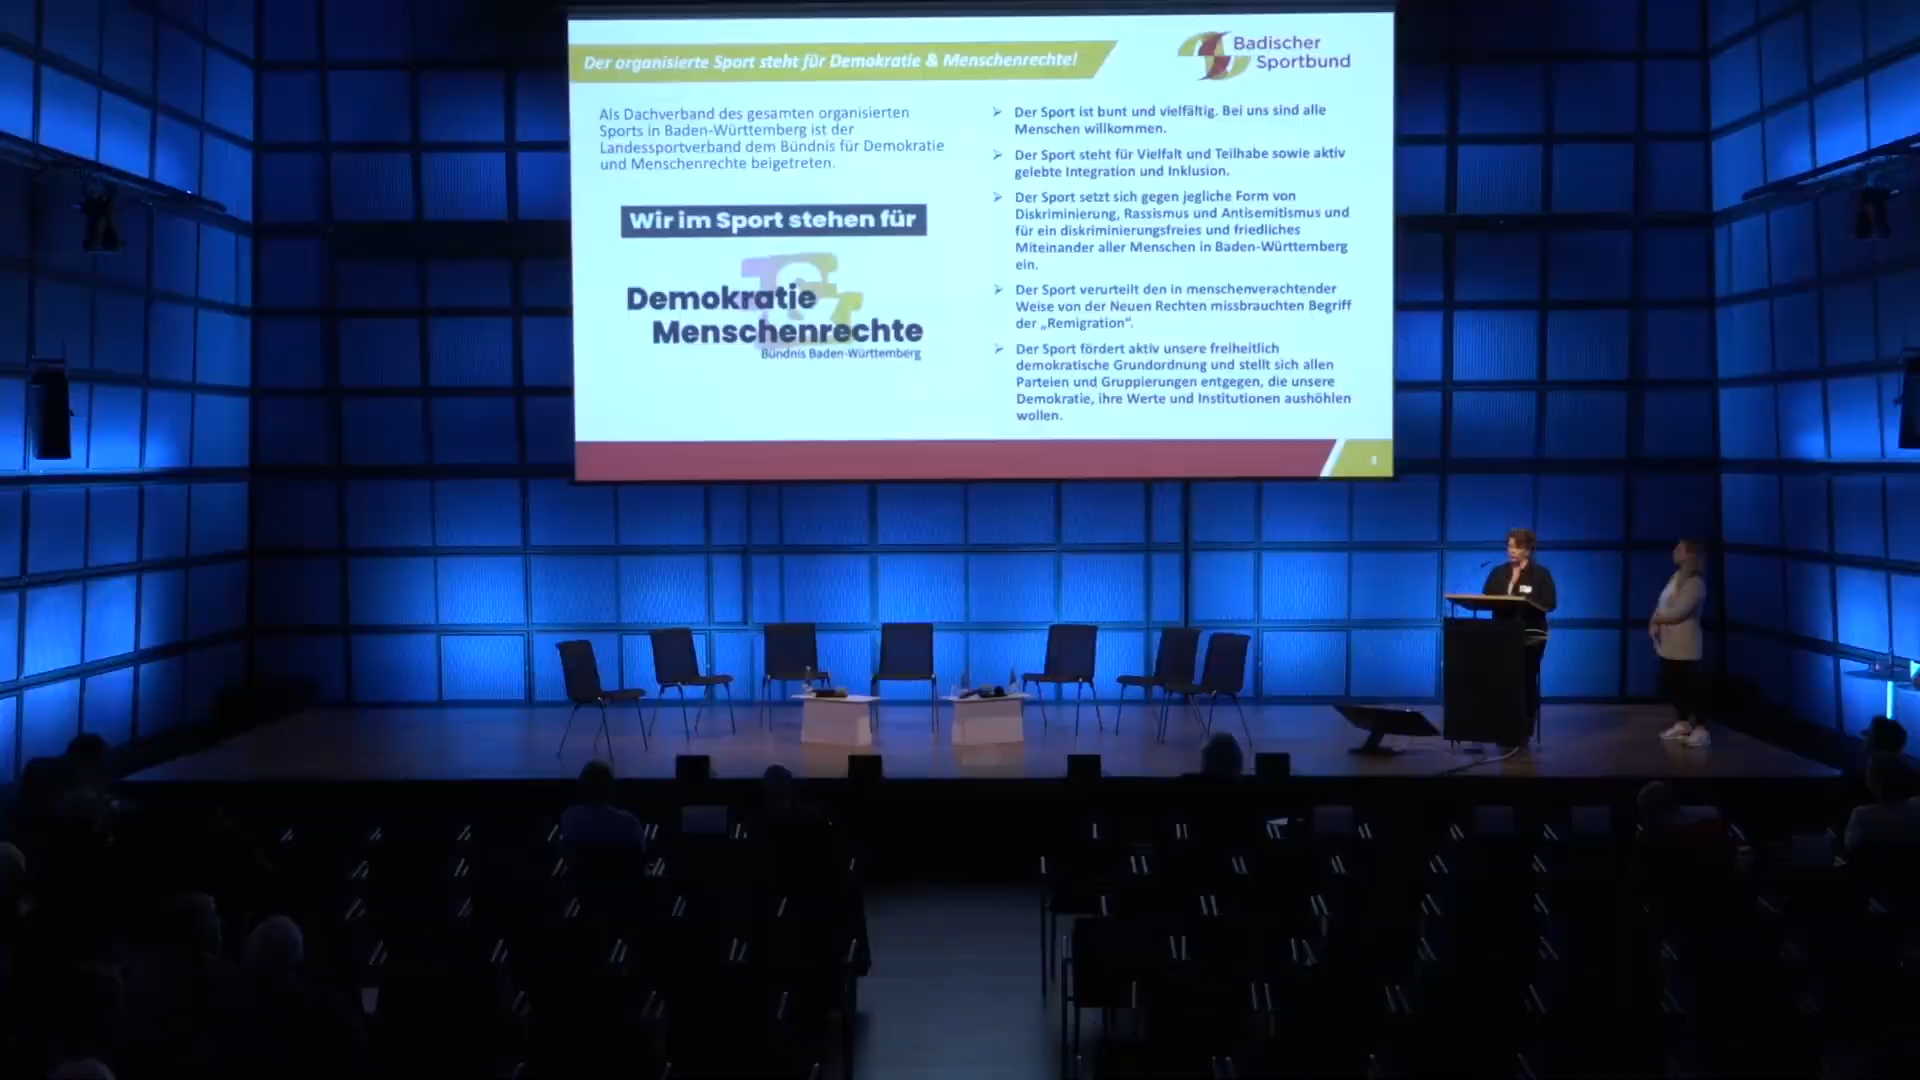 Der organisierte Sport steht für Demokratie & Menschenrechte!
Badischer
Sportbund
Als Dachverband des gesamten organisierten
Sports in Baden-Württemberg ist der
Landessportverband dem Bündnis für Demokratie
und Menschenrechte beigetreten.
Wir im Sport stehen für
Demokratie
Menschenrechte
Bündnis Baden-Württemberg
Der Sport ist bunt und vielfältig. Bei uns sind alle
Menschen willkommen.
Der Sport steht für Vielfalt und Teilhabe sowie aktiv
gelebte Integration und Inklusion.
Der Sport setzt sich gegen jegliche Form von
Diskriminierung, Rassismus und Antisemitismus und
für ein diskriminierungsfreies und friedliches
Miteinander aller Menschen in Baden-Württemberg
ein.
Der Sport verurteilt den in menschenverachtender
Weise von der Neuen Rechten missbrauchten Begriff
der „Remigration“.
Der Sport fördert aktiv unsere freiheitlich
demokratische Grundordnung und stellt sich allen
Parteien und Gruppierungen entgegen, die unsere
Demokratie, ihre Werte und Institutionen aushöhlen
wollen.